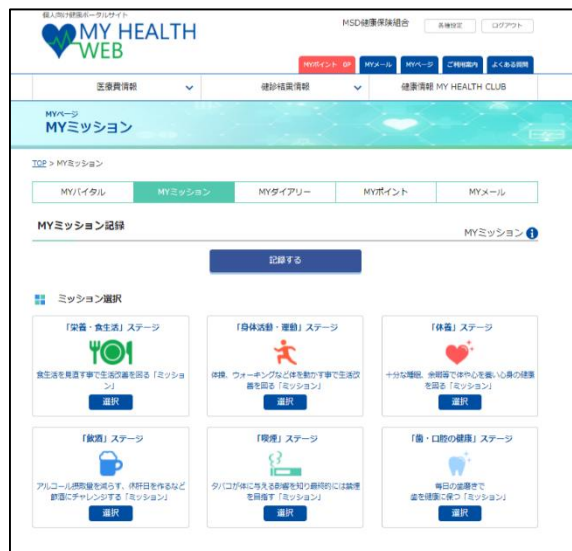 個人向け健康ポータルサイト
MY HEALTH WEB
MSD健康保険組合
各種設定
ログアウト
MYポイント 0P
MYメール
MYページ
ご利用案内
よくある質問
医療費情報
健診結果情報
健康情報 MY HEALTH CLUB
MYページ
MYミッション
TOP > MYミッション
MYバイタル
MYミッション
MYダイアリー
MYポイント
MYメール
MYミッション記録
MYミッション
記録する
ミッション選択
「栄養・食生活」ステージ
食生活を見直す事で生活改善を図る「ミッショ
ン」
選択
「身体活動・運動」ステージ
体操、ウォーキングなど体を動かす事で生活改
善を図る「ミッション」
選択
「休養」ステージ
十分な睡眠、余暇等で体や心を養い心身の健康
を図る「ミッション」
選択
「飲酒」ステージ
アルコール摂取量を減らす、休肝日を作るなど
飲酒にチャレンジする「ミッション」
選択
「喫煙」ステージ
タバコが体に与える影響を知り最終的には禁煙
を目指す「ミッション」
選択
「歯・口腔の健康」ステージ
毎日の歯磨きで
歯を健康に保つ「ミッション」
選択